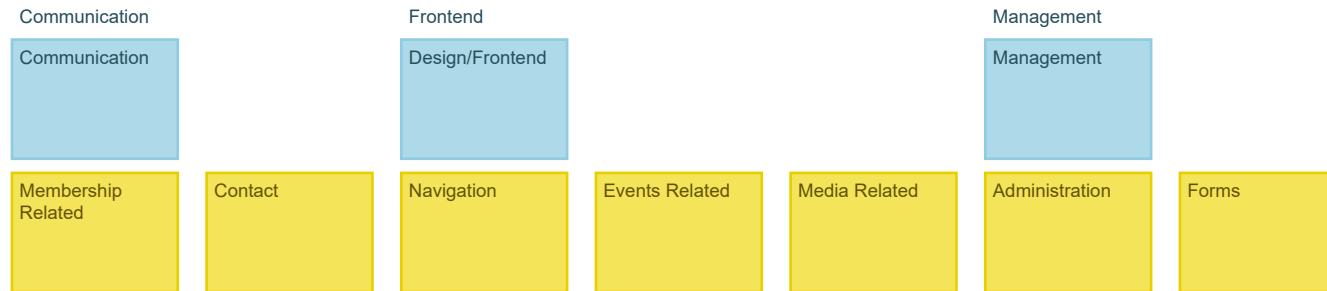 Communication
Frontend
Management
Communication
Design/Frontend
Management
Membership
Related
Contact
Navigation
Events Related
Media Related
Administration
Forms